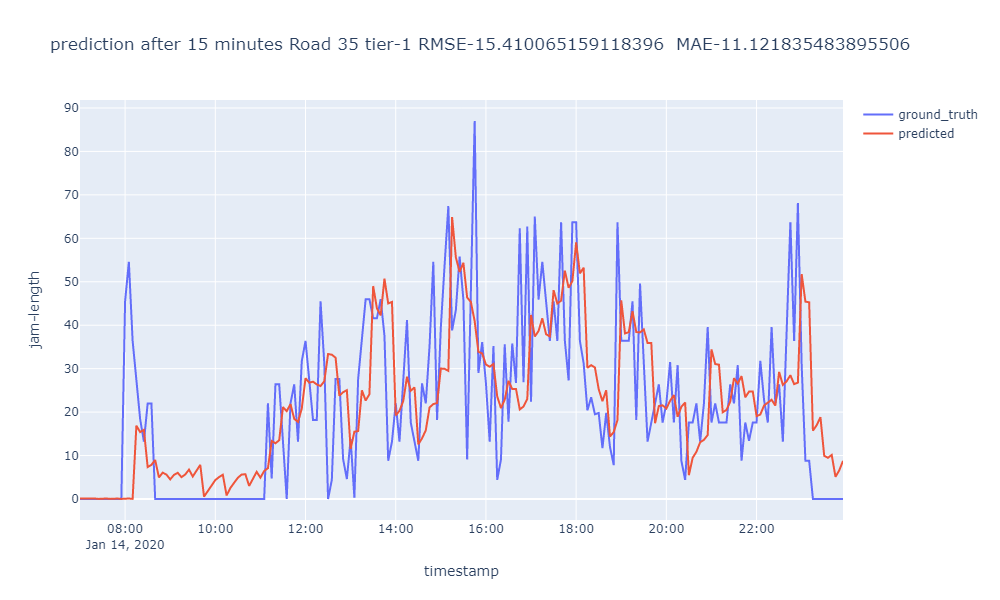 prediction after 15 minutes Road 35 tier-1 RMSE-15.410065159118396  MAE-11.121835483895506
ground_truth
predicted
90
80
70
60
50
40
30
20
10
0
jam-length
08:00 10:00 12:00 14:00 16:00 18:00 20:00 22:00
Jan 14, 2020
timestamp